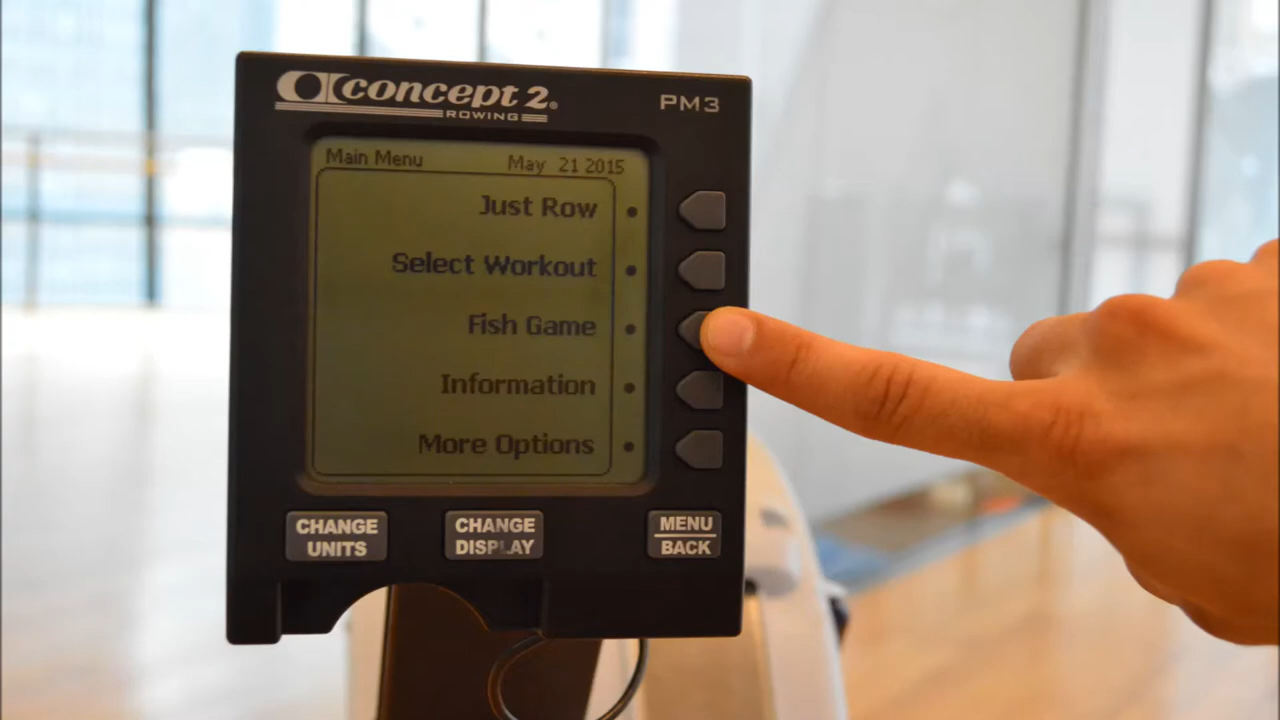 concept 2®
ROWING
PM3
Main Menu May 21 2015
Just Row
Select Workout
Fish Game
Information
More Options
CHANGE UNITS
CHANGE DISPLAY
MENU
BACK